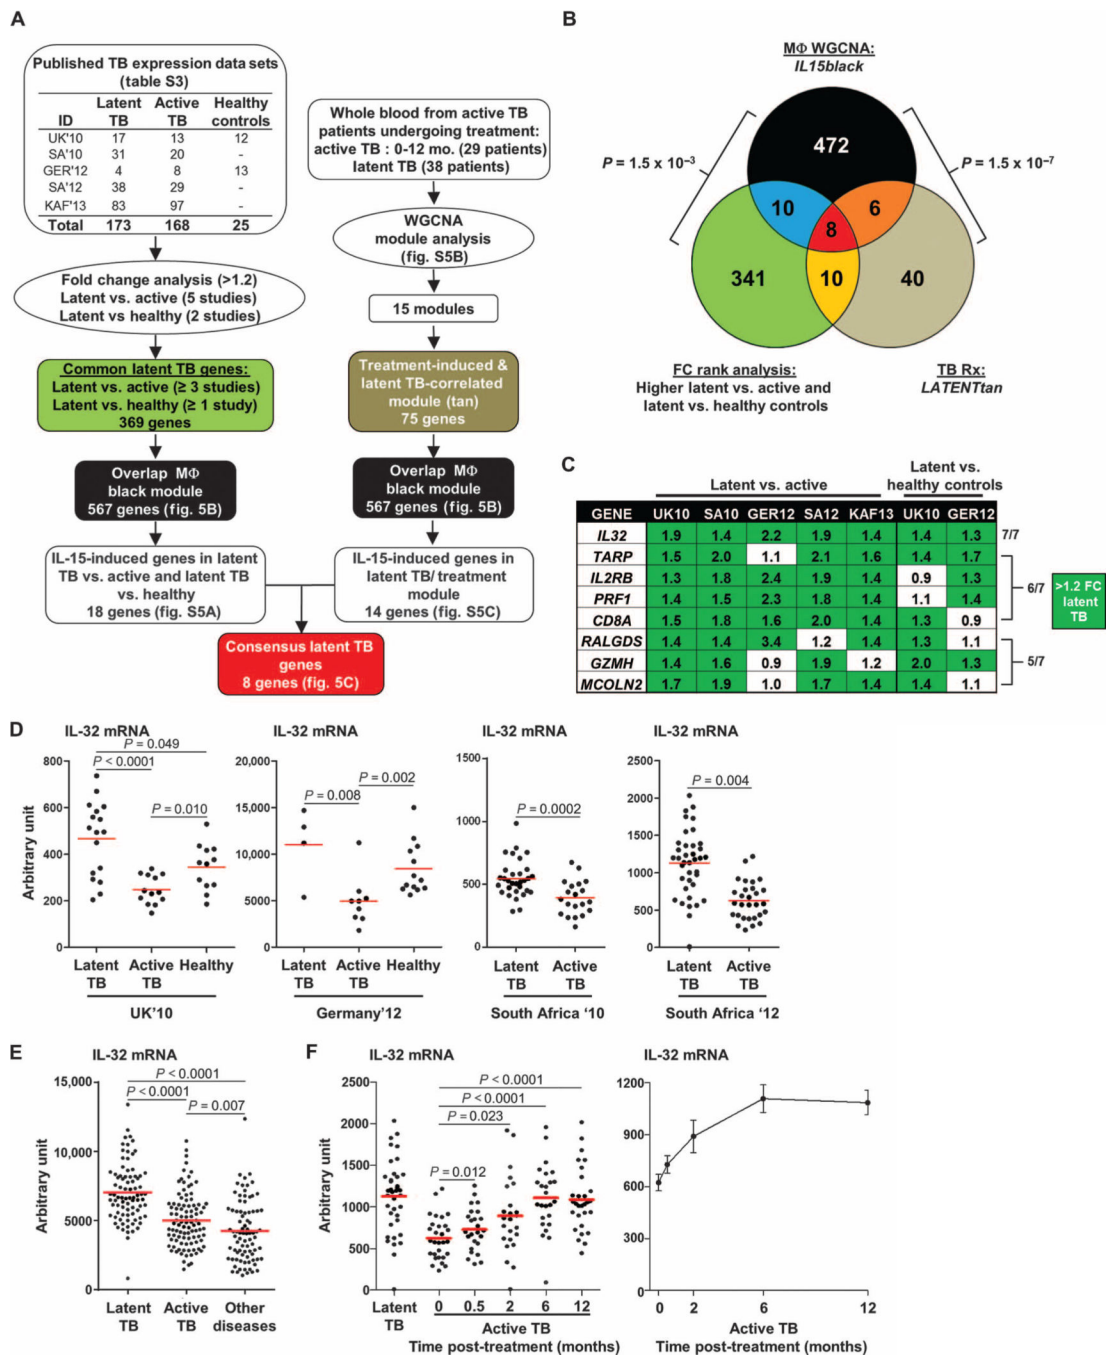 A
Published TB expression data sets
(table S3)
Latent Active Healthy
ID TB TB controls
UK'10 17 13 12
SA'10 31 20 -
GER'12 4 8 13
SA'12 38 29 -
KAF'13 83 97 -
Total 173 168 25
Fold change analysis (>1.2)
Latent vs. active (5 studies)
Latent vs healthy (2 studies)
Common latent TB genes:
Latent vs. active (≥ 3 studies)
Latent vs. healthy (≥ 1 study)
369 genes
Overlap MΦ
black module
567 genes (fig. 5B)
IL-15-induced genes in latent
TB vs. active and latent TB
vs. healthy
18 genes (fig. S5A)
Whole blood from active TB
patients undergoing treatment:
active TB : 0-12 mo. (29 patients)
latent TB (38 patients)
WGCNA
module analysis
(fig. S5B)
15 modules
Treatment-induced &
latent TB-correlated
module (tan)
75 genes
Overlap MΦ
black module
567 genes (fig. 5B)
IL-15-induced genes in
latent TB/ treatment
module
14 genes (fig. S5C)
Consensus latent TB
genes
8 genes (fig. 5C)
B
MΦ WGCNA:
IL15black
P = 1.5 x 10⁻³
P = 1.5 x 10⁻⁷
472
10
6
8
341
10
40
FC rank analysis:
Higher latent vs. active and
latent vs. healthy controls
TB Rx:
LATENTtan
C
Latent vs. active
Latent vs.
healthy controls
GENE UK10 SA10 GER12 SA12 KAF13 UK10 GER12
IL32 1.9 1.4 2.2 1.9 1.4 1.4 1.3 7/7
TARP 1.5 2.0 1.1 2.1 1.6 1.4 1.7
IL2RB 1.3 1.8 2.4 1.9 1.4 0.9 1.3
PRF1 1.4 1.5 2.3 1.8 1.4 1.1 1.4
CD8A 1.5 1.8 1.6 2.0 1.4 1.3 0.9
6/7
RALGDS 1.4 1.4 3.4 1.2 1.4 1.3 1.1
GZMH 1.4 1.6 0.9 1.9 1.2 2.0 1.3
MCOLN2 1.7 1.9 1.0 1.7 1.4 1.4 1.1
5/7
>1.2 FC
latent
TB
D
IL-32 mRNA
P = 0.049
P < 0.0001
P = 0.010
Arbitrary unit
800
600
400
200
0
Latent TB
Active TB
Healthy
UK'10
IL-32 mRNA
P = 0.002
P = 0.008
20,000
15,000
10,000
5000
0
Latent TB
Active TB
Healthy
Germany'12
IL-32 mRNA
P = 0.0002
1500
1000
500
0
Latent TB
Active TB
South Africa ‘10
IL-32 mRNA
P = 0.004
2500
2000
1500
1000
500
0
Latent TB
Active TB
South Africa ‘12
E
IL-32 mRNA
P < 0.0001
P < 0.0001
P = 0.007
Arbitrary unit
15,000
10,000
5000
0
Latent TB
Active TB
Other diseases
F
IL-32 mRNA
P < 0.0001
P < 0.0001
P = 0.023
P = 0.012
Arbitrary unit
2500
2000
1500
1000
500
0
Latent TB
0 0.5 2 6 12
Active TB
Time post-treatment (months)
IL-32 mRNA
1200
900
600
300
0
0 2 6 12
Active TB
Time post-treatment (months)